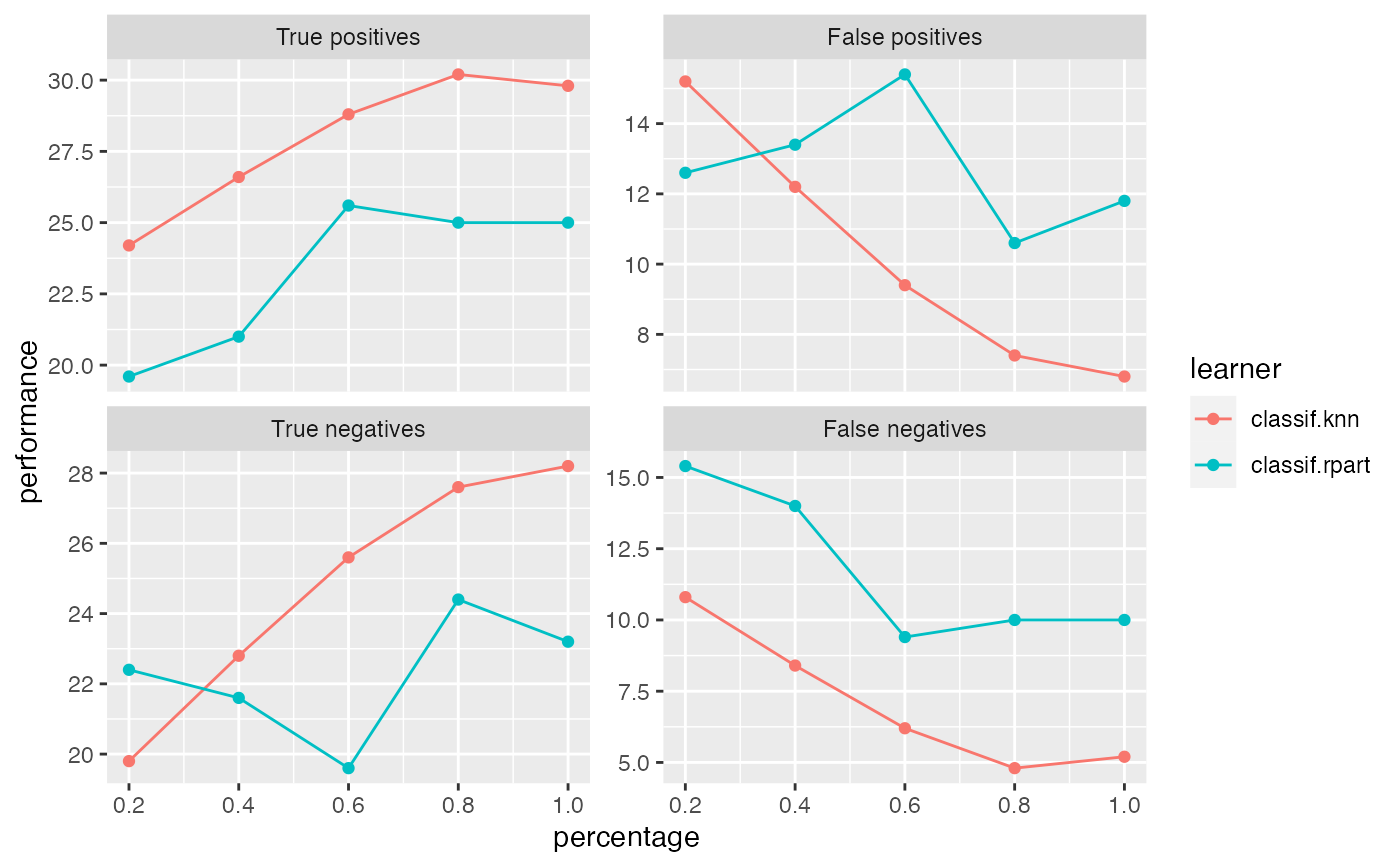 True positives
False positives
30.0
27.5
25.0
22.5
20.0
14
12
10
8
True negatives
False negatives
28
26
24
22
20
15.0
12.5
10.0
7.5
5.0
0.2 0.4 0.6 0.8 1.0
0.2 0.4 0.6 0.8 1.0
percentage
performance
learner
classif.knn
classif.rpart